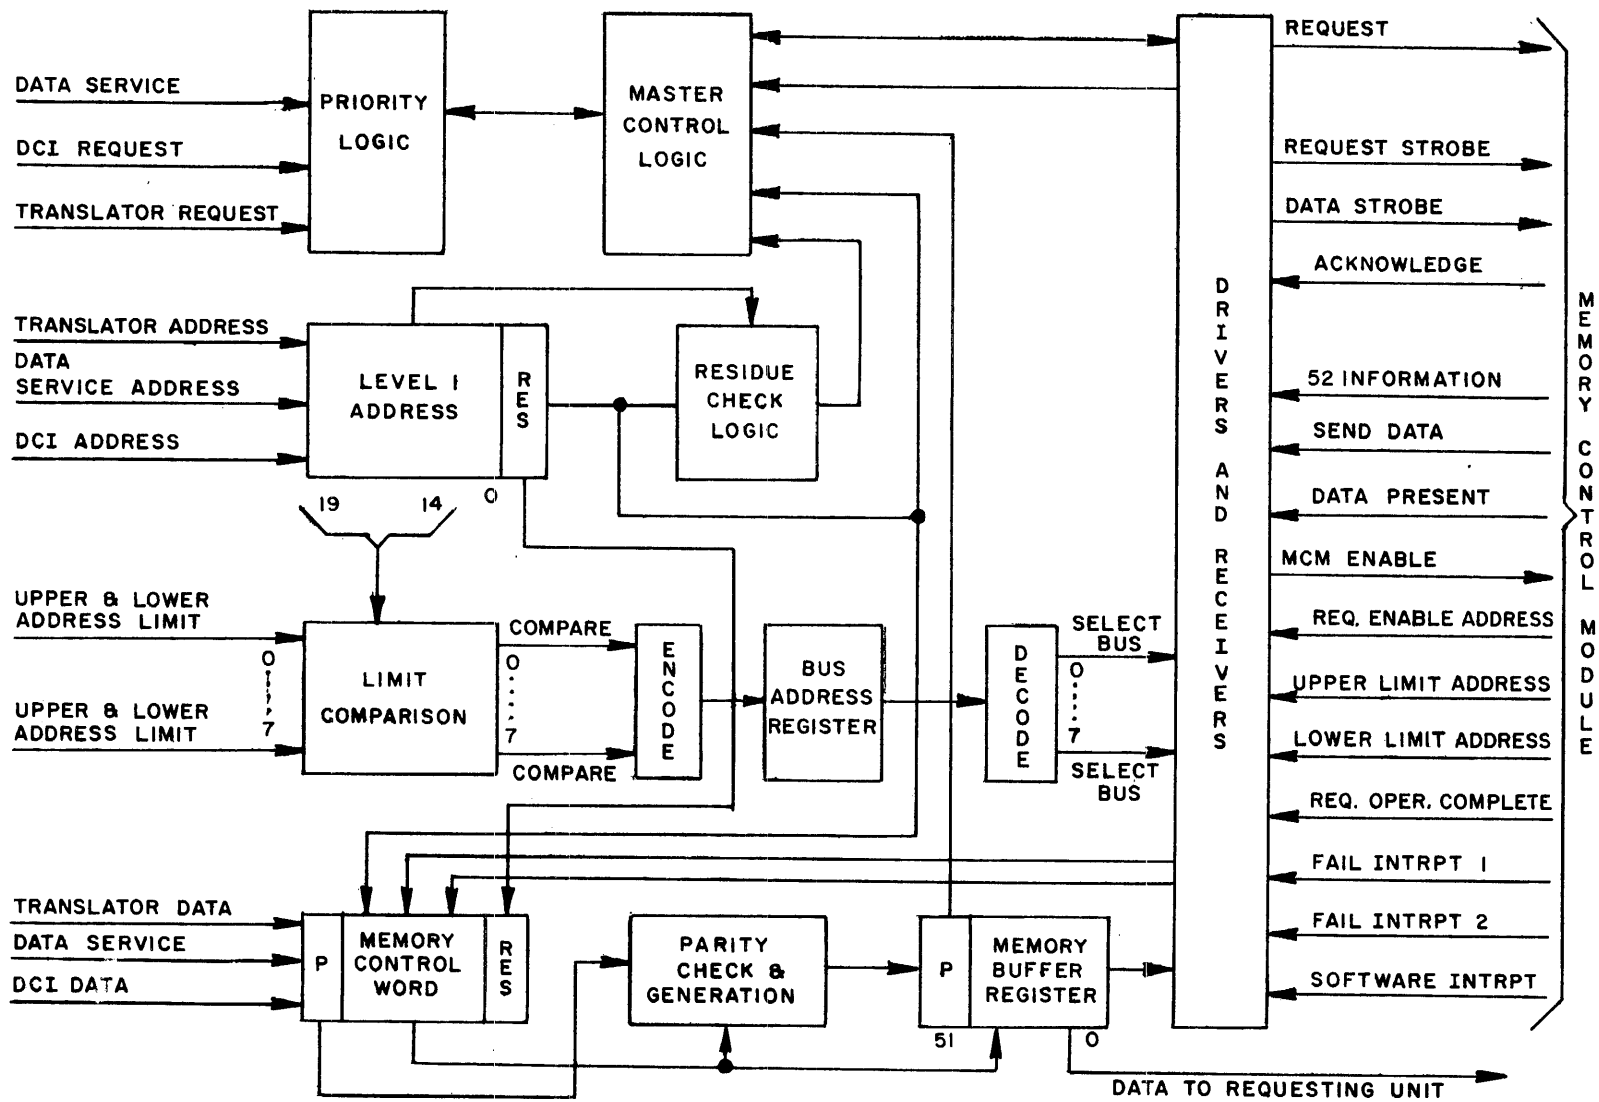 DATA SERVICE
DCI REQUEST
TRANSLATOR REQUEST
PRIORITY
LOGIC
MASTER
CONTROL
LOGIC
REQUEST
REQUEST STROBE
DATA STROBE
ACKNOWLEDGE
52 INFORMATION
SEND DATA
DATA PRESENT
MCM ENABLE
REQ. ENABLE ADDRESS
UPPER LIMIT ADDRESS
LOWER LIMIT ADDRESS
REQ. OPER. COMPLETE
FAIL INTRPT 1
FAIL INTRPT 2
SOFTWARE INTRPT
MEMORY CONTROL MODULE
DRIVERS AND RECEIVERS
TRANSLATOR ADDRESS
DATA
SERVICE ADDRESS
DCI ADDRESS
LEVEL 1
ADDRESS
RES
RESIDUE
CHECK
LOGIC
19
14
0
UPPER & LOWER
ADDRESS LIMIT
0
7
UPPER & LOWER
ADDRESS LIMIT
LIMIT
COMPARISON
COMPARE
0
7
COMPARE
ENCODE
BUS
ADDRESS
REGISTER
DECODE
SELECT
BUS
0
7
SELECT
BUS
TRANSLATOR DATA
DATA SERVICE
DCI DATA
P
MEMORY
CONTROL
WORD
RES
PARITY
CHECK &
GENERATION
P
MEMORY
BUFFER
REGISTER
51
0
DATA TO REQUESTING UNIT